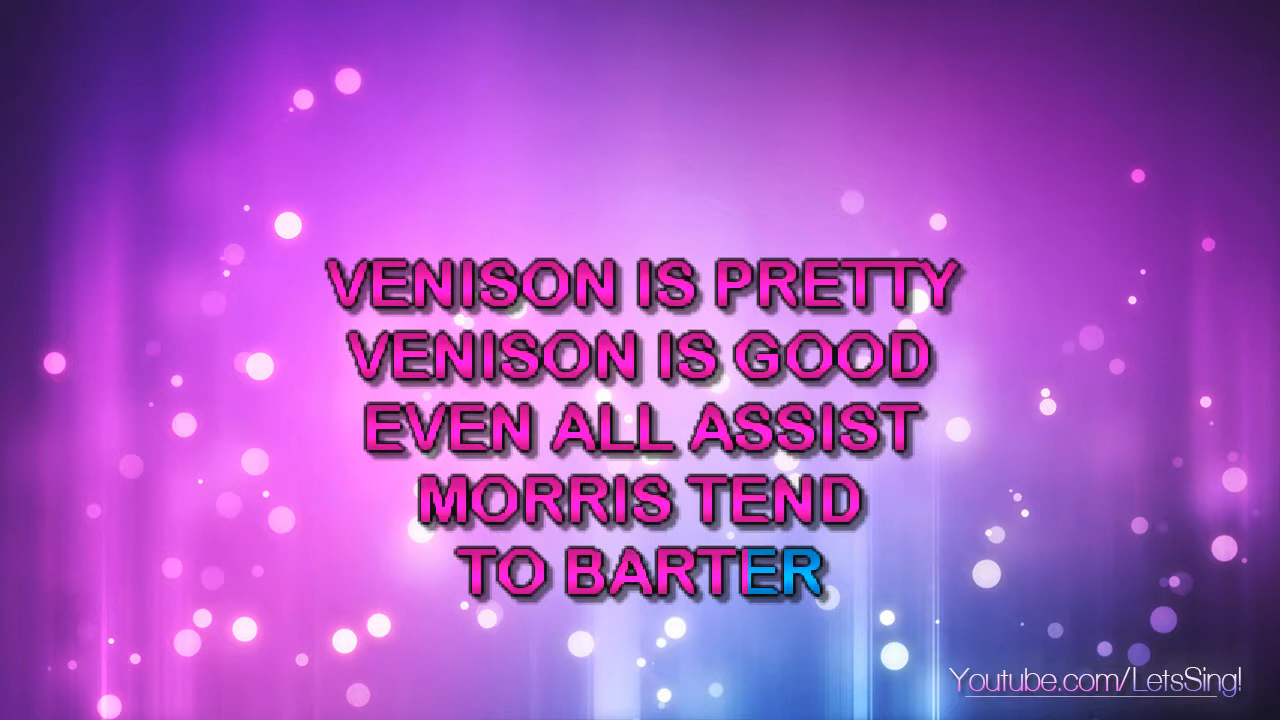 VENISON IS PRETTY
VENISON IS GOOD
EVEN ALL ASSIST
MORRIS TEND
TO BARTER
Youtube.com/LetsSing!